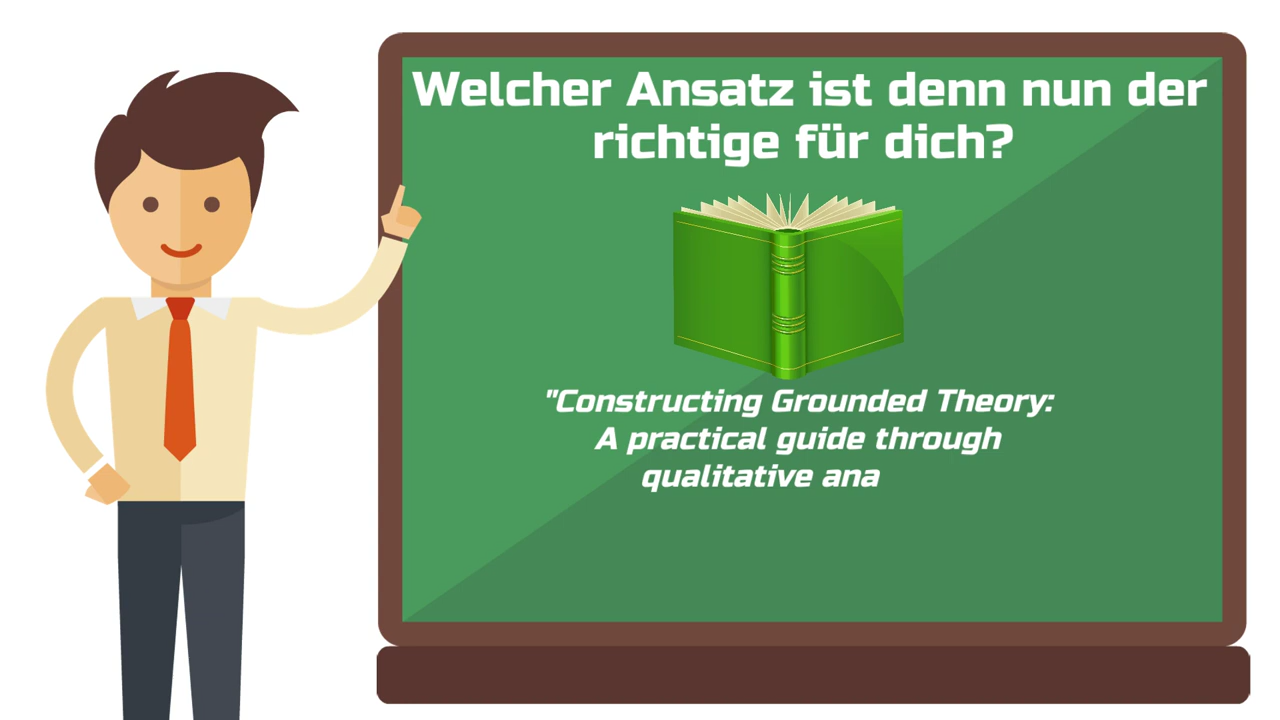 Welcher Ansatz ist denn nun der
richtige für dich?
"Constructing Grounded Theory:
A practical guide through
qualitative ana